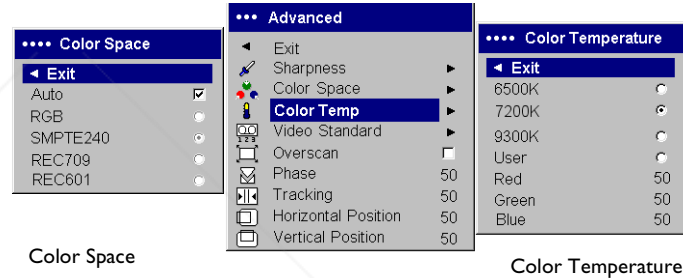 •••• Color Space
◄ Exit
Auto
RGB
SMPTE240
REC709
REC601
Color Space
••• Advanced
◄ Exit
Sharpness
Color Space
Color Temp
Video Standard
Overscan
Phase 50
Tracking 50
Horizontal Position 50
Vertical Position 50
•••• Color Temperature
◄ Exit
6500K
7200K
9300K
User
Red 50
Green 50
Blue 50
Color Temperature